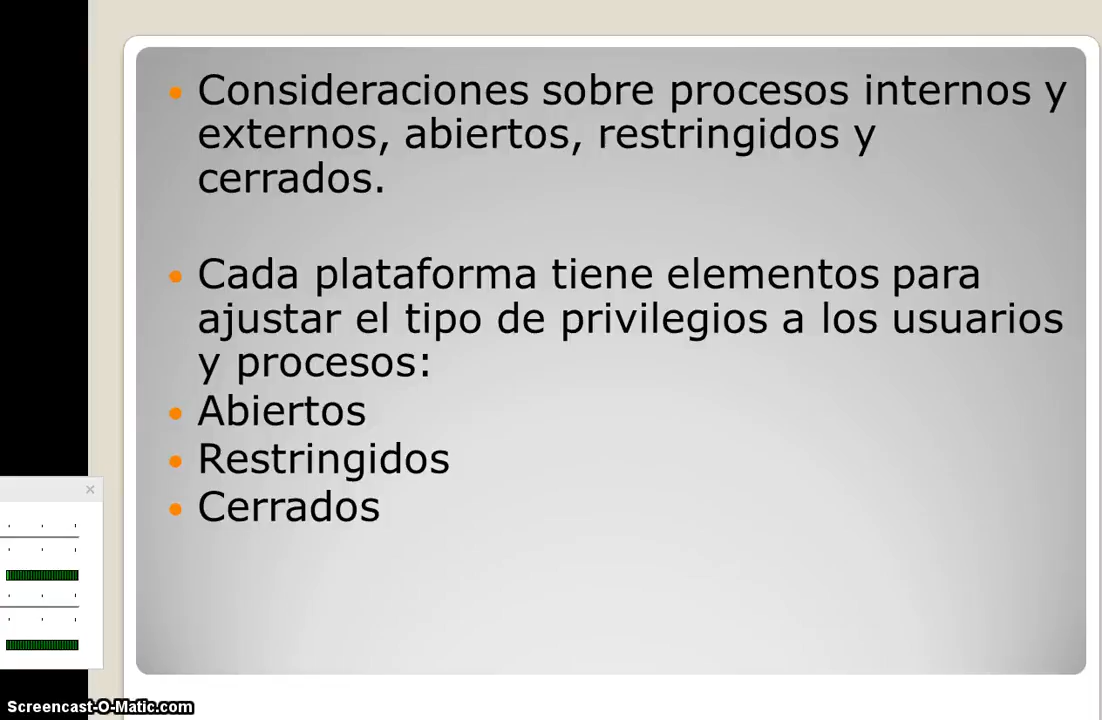 Consideraciones sobre procesos internos y
externos, abiertos, restringidos y
cerrados.
Cada plataforma tiene elementos para
ajustar el tipo de privilegios a los usuarios
y procesos:
Abiertos
Restringidos
Cerrados
Screencast-O-Matic.com